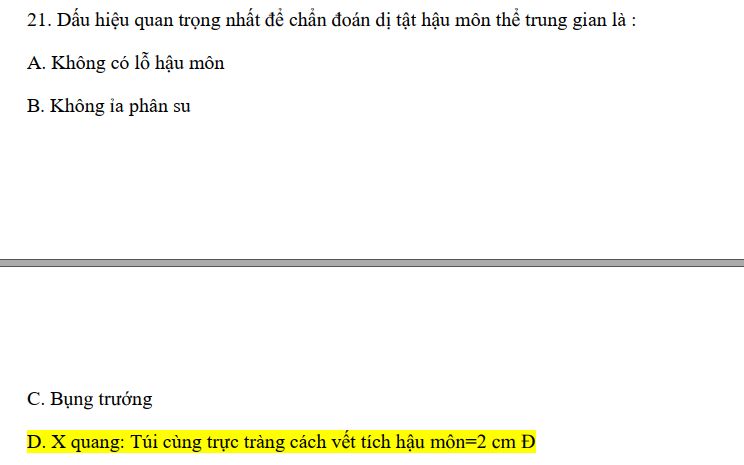 21. Dấu hiệu quan trọng nhất để chẩn đoán dị tật hậu môn thể trung gian là :
A. Không có lỗ hậu môn
B. Không ỉa phân su
C. Bụng trướng
D. X quang: Túi cùng trực tràng cách vết tích hậu môn=2 cm Đ